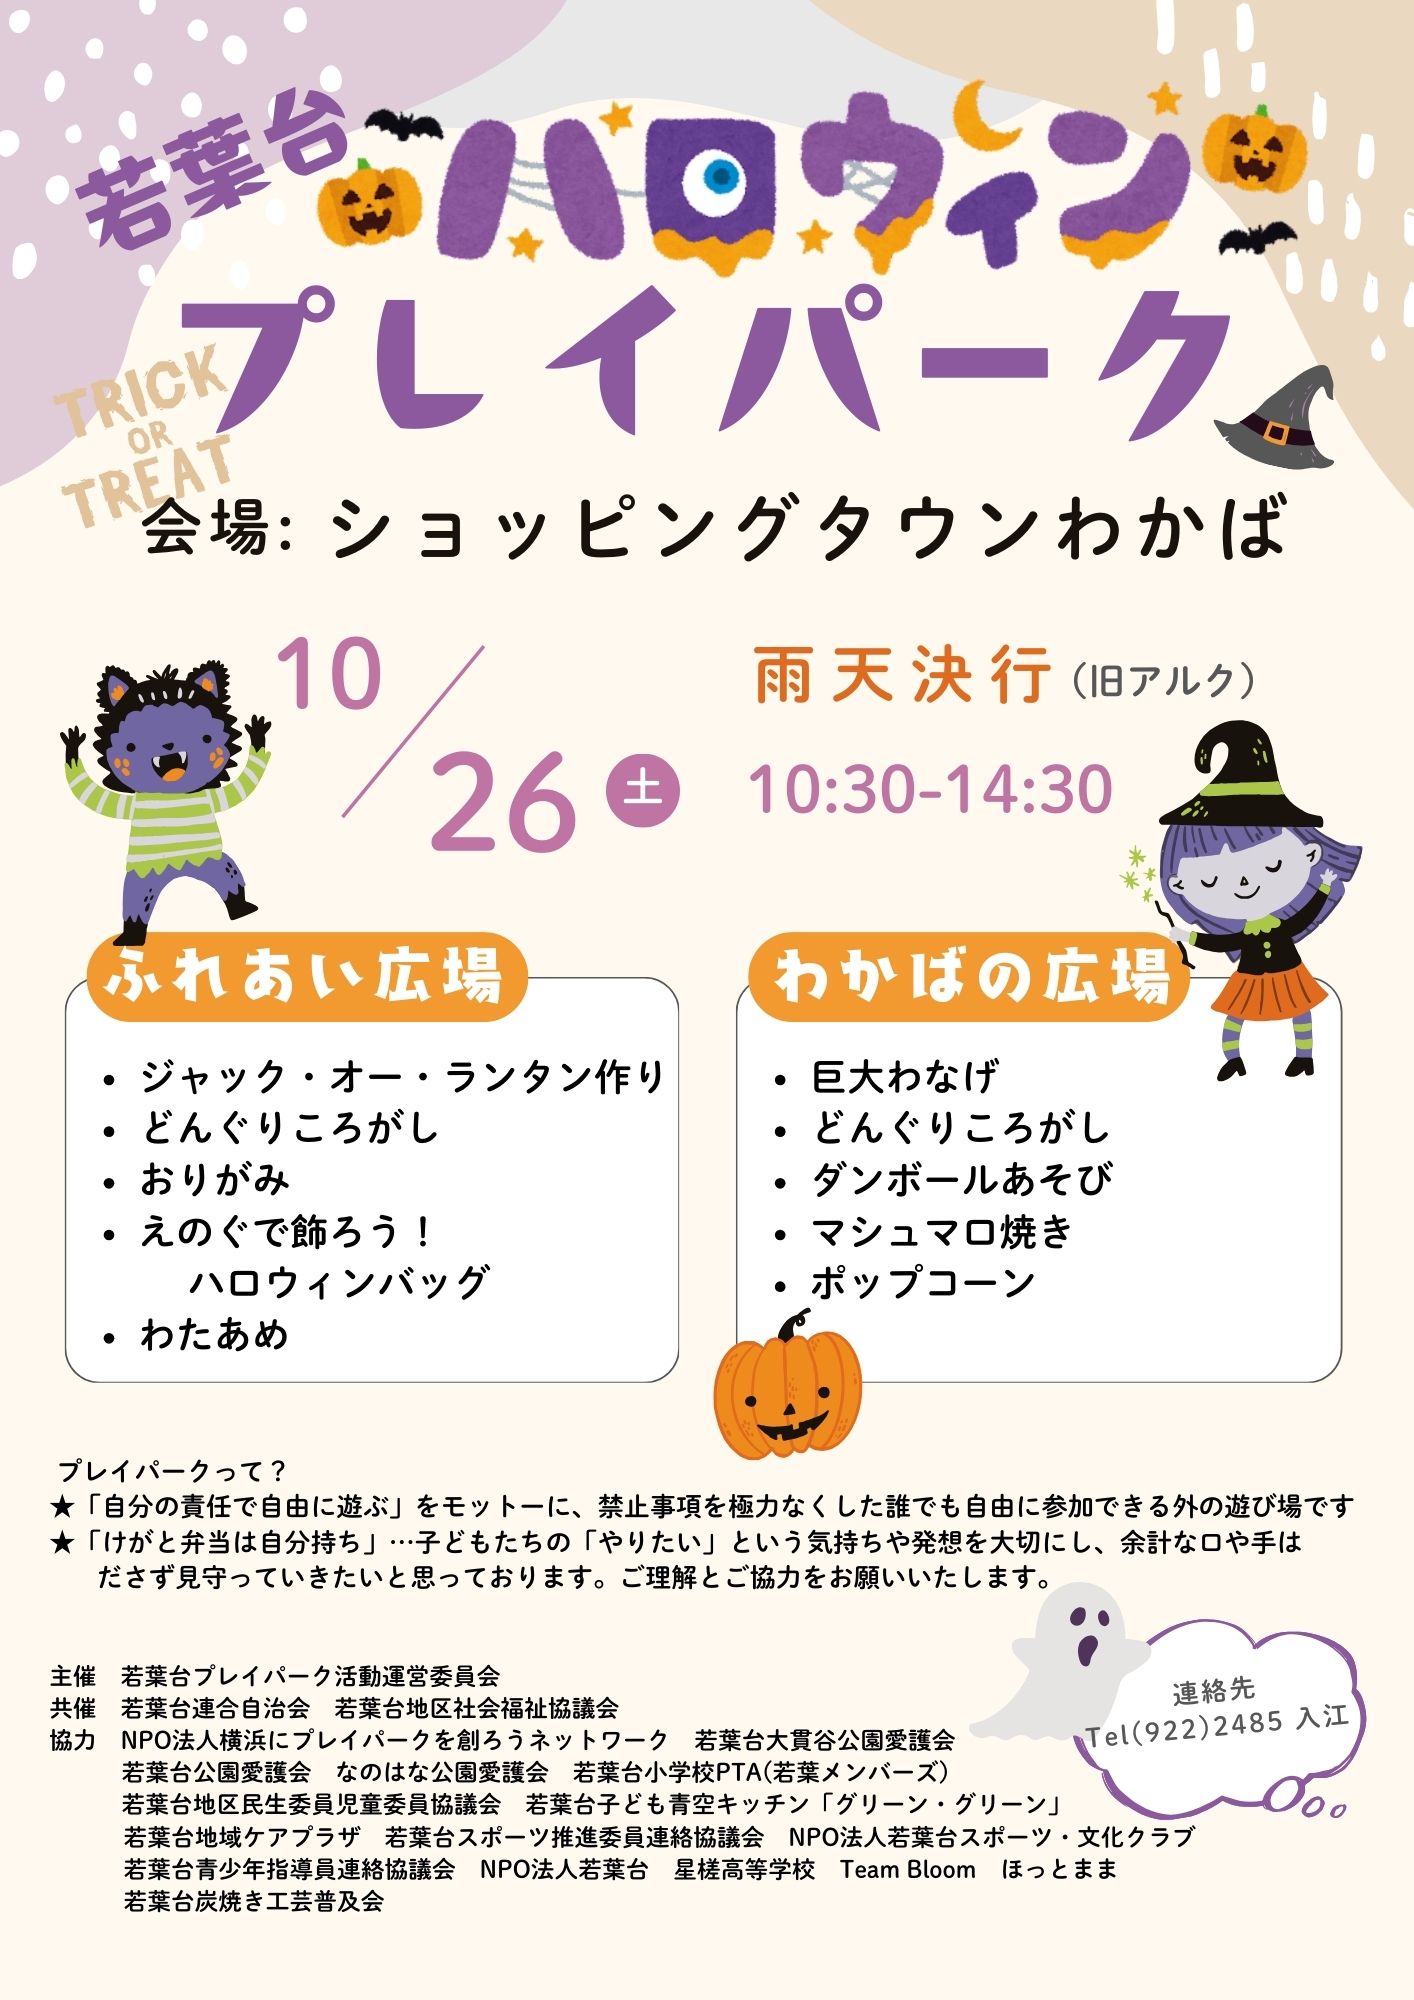 若葉台
ハロウィン
プレイパーク
TRICK
OR
TREAT
会場: ショッピングタウンわかば
10/26 土
雨天決行 (旧アルク)
10:30-14:30
ふれあい広場
• ジャック・オー・ランタン作り
• どんぐりころがし
• おりがみ
• えのぐで飾ろう！
ハロウィンバッグ
• わたあめ
わかばの広場
• 巨大わなげ
• どんぐりころがし
• ダンボールあそび
• マシュマロ焼き
• ポップコーン
プレイパークって？
★「自分の責任で自由に遊ぶ」をモットーに、禁止事項を極力なくした誰でも自由に参加できる外の遊び場です
★「けがと弁当は自分持ち」…子どもたちの「やりたい」という気持ちや発想を大切にし、余計な口や手は
ださず見守っていきたいと思っております。ご理解とご協力をお願いいたします。
主催　若葉台プレイパーク活動運営委員会
共催　若葉台連合自治会　若葉台地区社会福祉協議会
協力　NPO法人横浜にプレイパークを創ろうネットワーク　若葉台大貫谷公園愛護会
若葉台公園愛護会　なのはな公園愛護会　若葉台小学校PTA(若葉メンバーズ)
若葉台地区民生委員児童委員協議会　若葉台子ども青空キッチン「グリーン・グリーン」
若葉台地域ケアプラザ　若葉台スポーツ推進委員連絡協議会　NPO法人若葉台スポーツ・文化クラブ
若葉台青少年指導員連絡協議会　NPO法人若葉台　星槎高等学校　Team Bloom　ほっとまま
若葉台炭焼き工芸普及会
連絡先
Tel(922)2485 入江